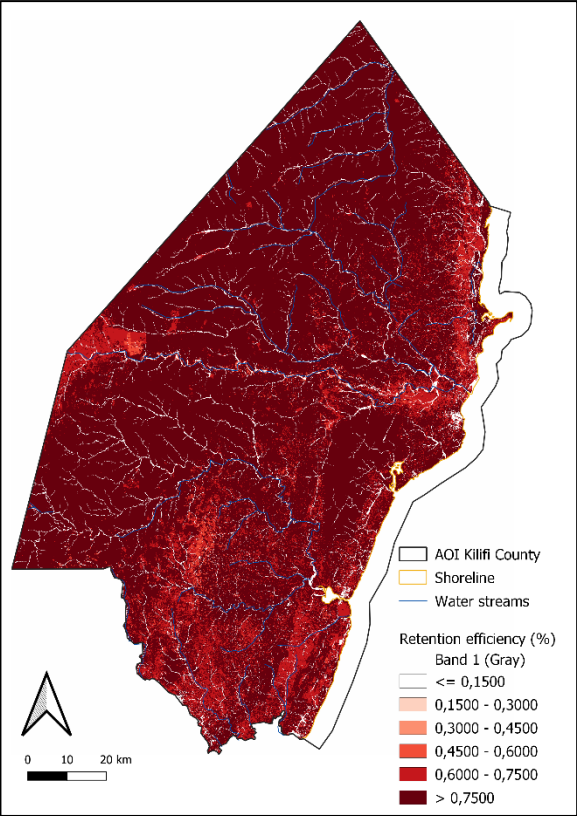 AOI Kilifi County
Shoreline
Water streams
Retention efficiency (%)
Band 1 (Gray)
<= 0,1500
0,1500 - 0,3000
0,3000 - 0,4500
0,4500 - 0,6000
0,6000 - 0,7500
> 0,7500
0 10 20 km